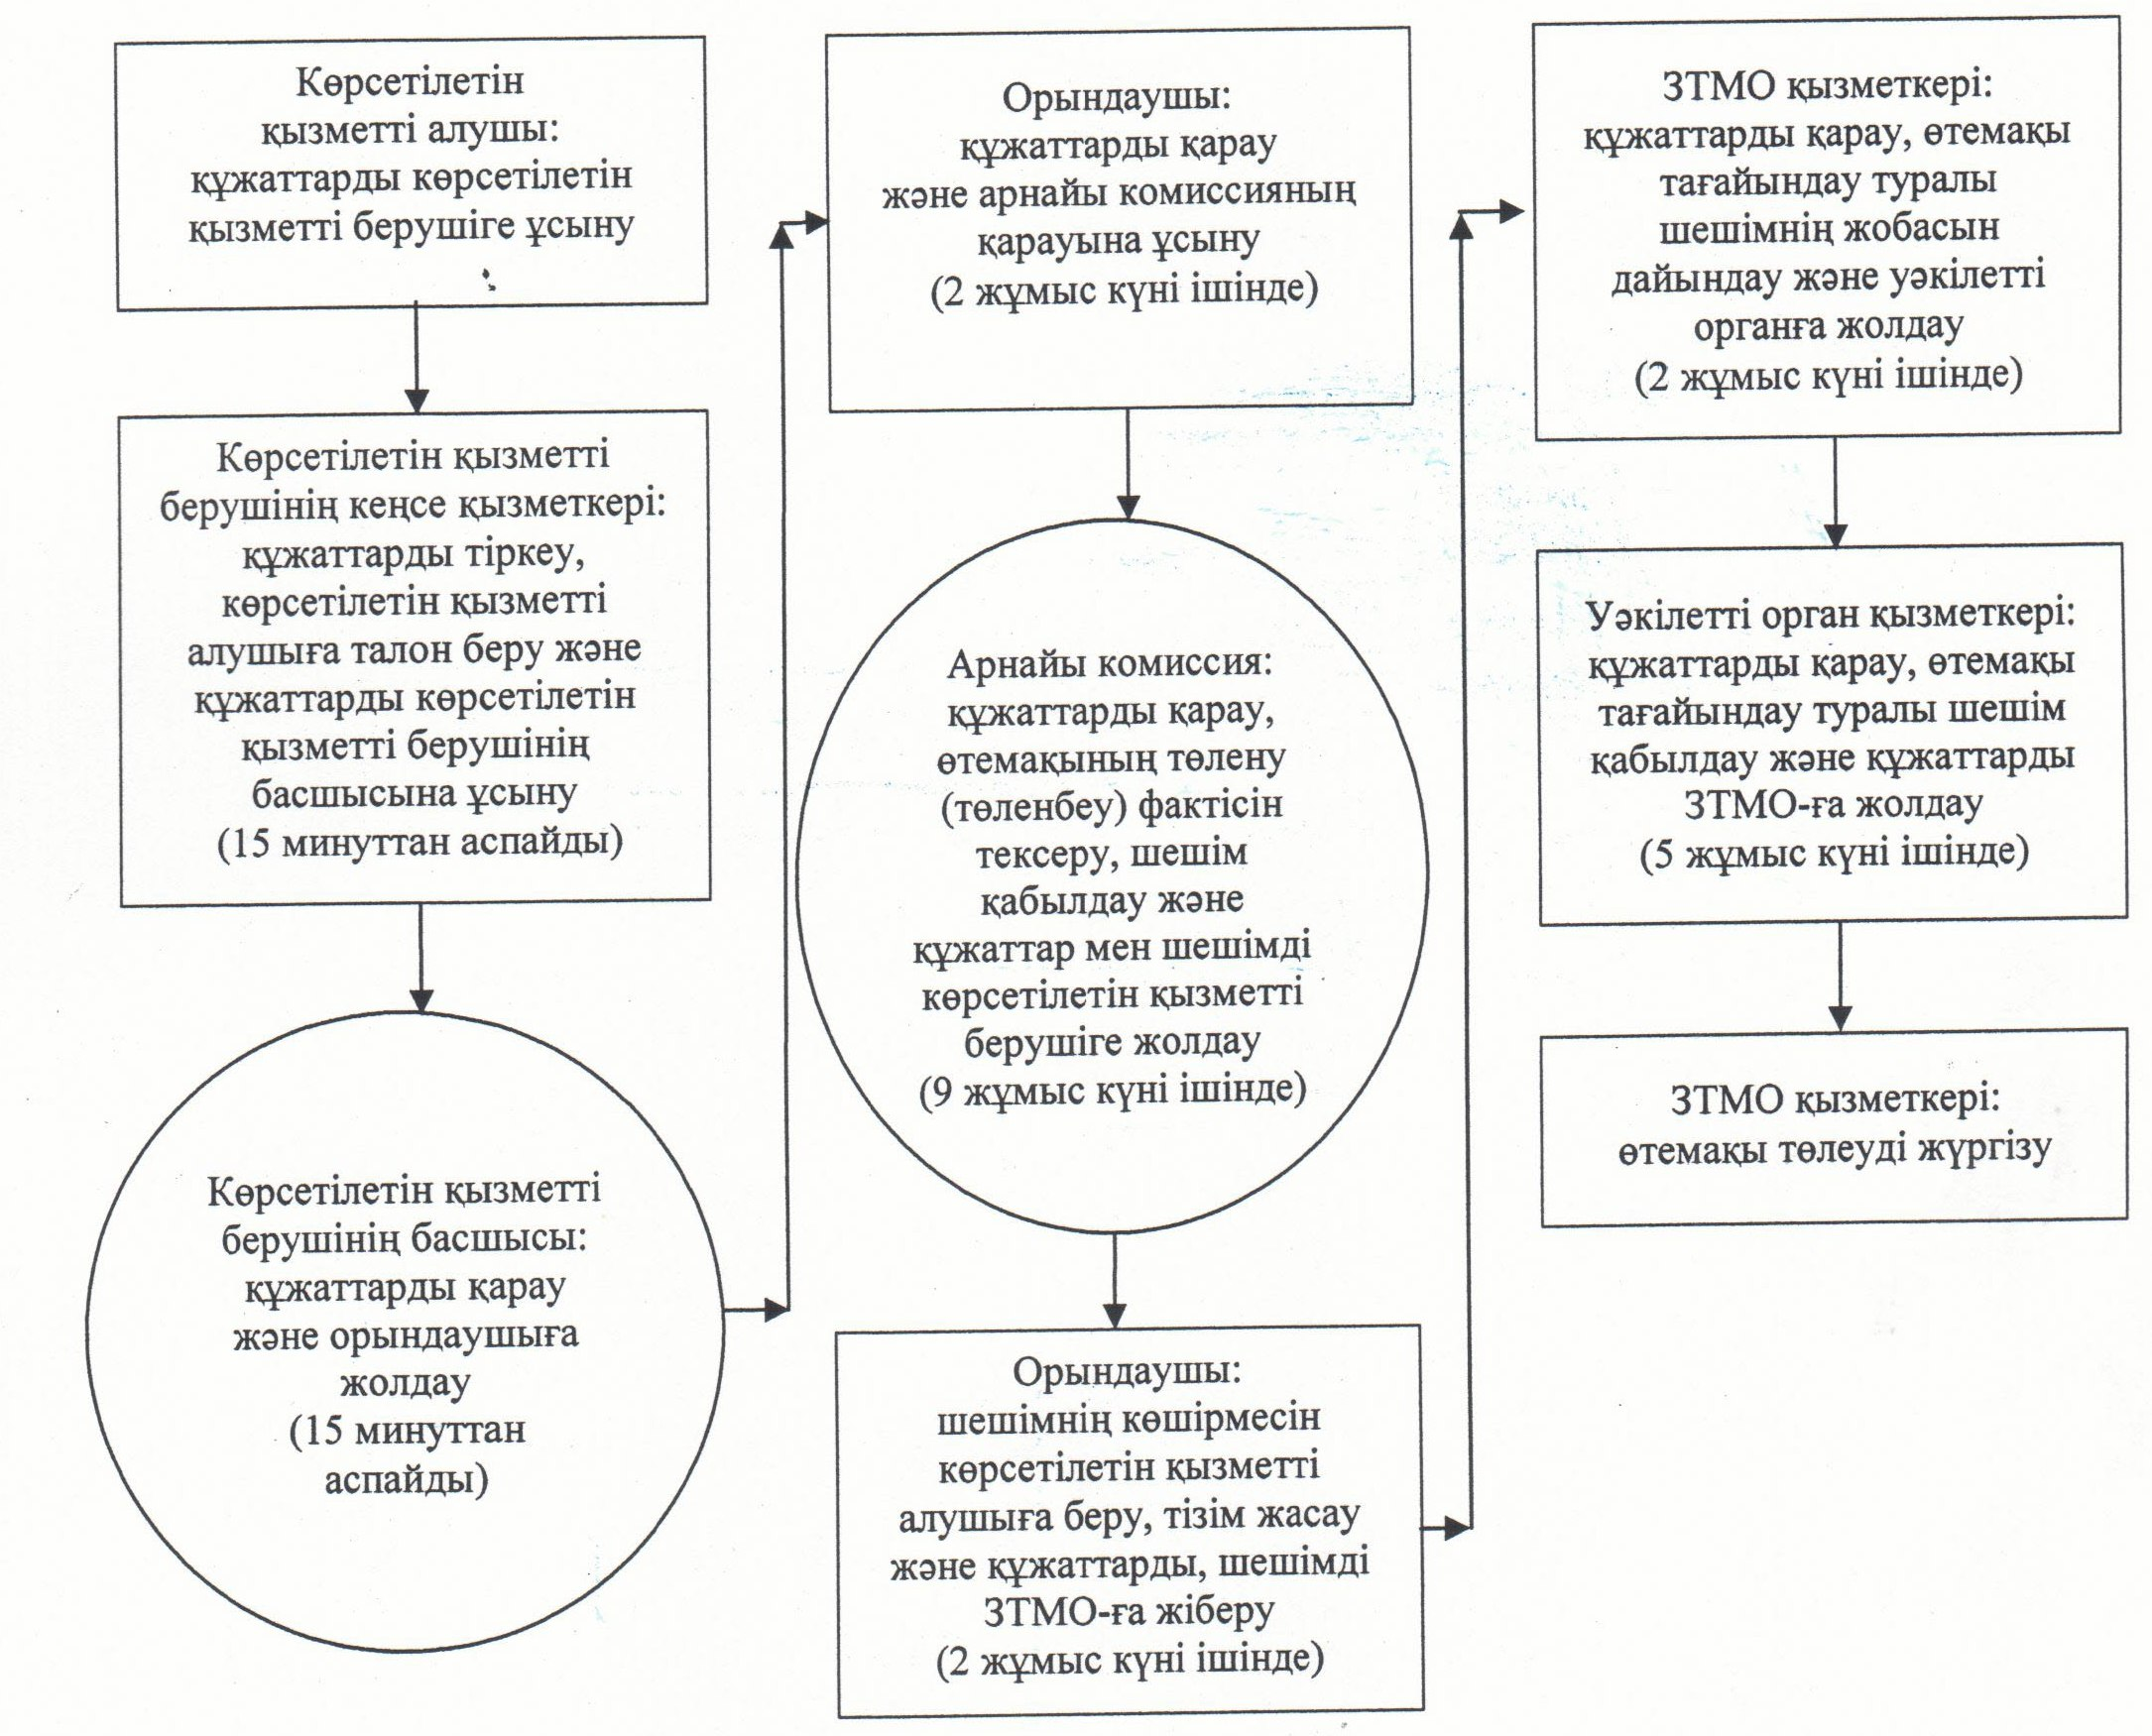 Көрсетілетін
қызметті алушы:
құжаттарды көрсетілетін
қызметті берушіге ұсыну
Көрсетілетін қызметті
берушінің кеңсе қызметкері:
құжаттарды тіркеу,
көрсетілетін қызметті
алушыға талон беру және
құжаттарды көрсетілетін
қызметті берушінің
басшысына ұсыну
(15 минуттан аспайды)
Көрсетілетін қызметті
берушінің басшысы:
құжаттарды қарау
және орындаушыға
жолдау
(15 минуттан
аспайды)
Орындаушы:
құжаттарды қарау
және арнайы комиссияның
қарауына ұсыну
(2 жұмыс күні ішінде)
Арнайы комиссия:
құжаттарды қарау,
өтемақының төлену
(төленбеу) фактісін
тексеру, шешім
қабылдау және
құжаттар мен шешімді
көрсетілетін қызметті
берушіге жолдау
(9 жұмыс күні ішінде)
Орындаушы:
шешімнің көшірмесін
көрсетілетін қызметті
алушыға беру, тізім жасау
және құжаттарды, шешімді
ЗТМО-ға жіберу
(2 жұмыс күні ішінде)
ЗТМО қызметкері:
құжаттарды қарау, өтемақы
тағайындау туралы
шешімнің жобасын
дайындау және уәкілетті
органға жолдау
(2 жұмыс күні ішінде)
Уәкілетті орган қызметкері:
құжаттарды қарау, өтемақы
тағайындау туралы шешім
қабылдау және құжаттарды
ЗТМО-ға жолдау
(5 жұмыс күні ішінде)
ЗТМО қызметкері:
өтемақы төлеуді жүргізу